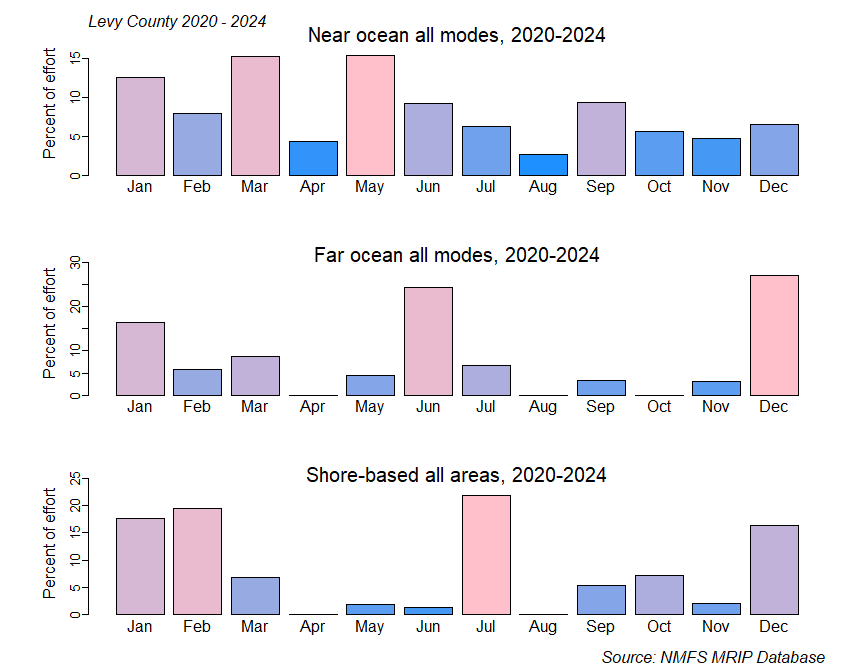 Levy County 2020 - 2024
Near ocean all modes, 2020-2024
Percent of effort
15
10
5
0
Jan Feb Mar Apr May Jun Jul Aug Sep Oct Nov Dec
Far ocean all modes, 2020-2024
Percent of effort
30
20
10
5
0
Jan Feb Mar Apr May Jun Jul Aug Sep Oct Nov Dec
Shore-based all areas, 2020-2024
Percent of effort
25
20
15
10
5
0
Jan Feb Mar Apr May Jun Jul Aug Sep Oct Nov Dec
Source: NMFS MRIP Database